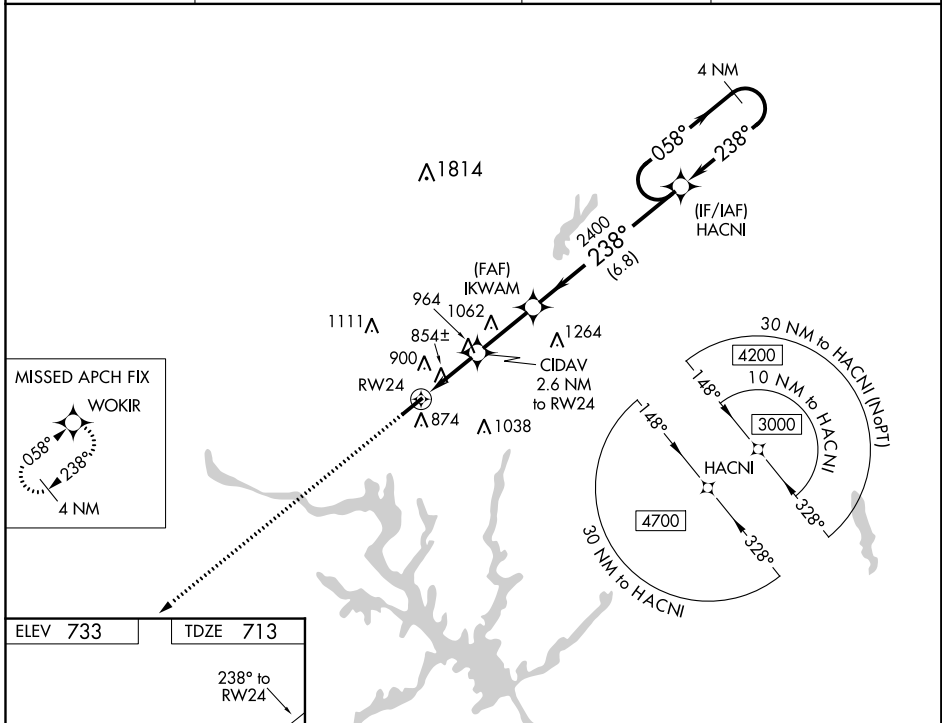 4 NM
058°
238°
1814
(IF/IAF)
HACNI
2400
238°
(6.8)
(FAF)
IKWAM
964
1062
1111
854±
1264
900
CIDAV
2.6 NM
to RW24
RW24
874
1038
MISSED APCH FIX
WOKIR
058°
238°
4 NM
30 NM to HACNI (NoPT)
4200
148°
10 NM to HACNI
3000
328°
148°
HACNI
4700
328°
30 NM to HACNI
ELEV 733
TDZE 713
238° to
RW24